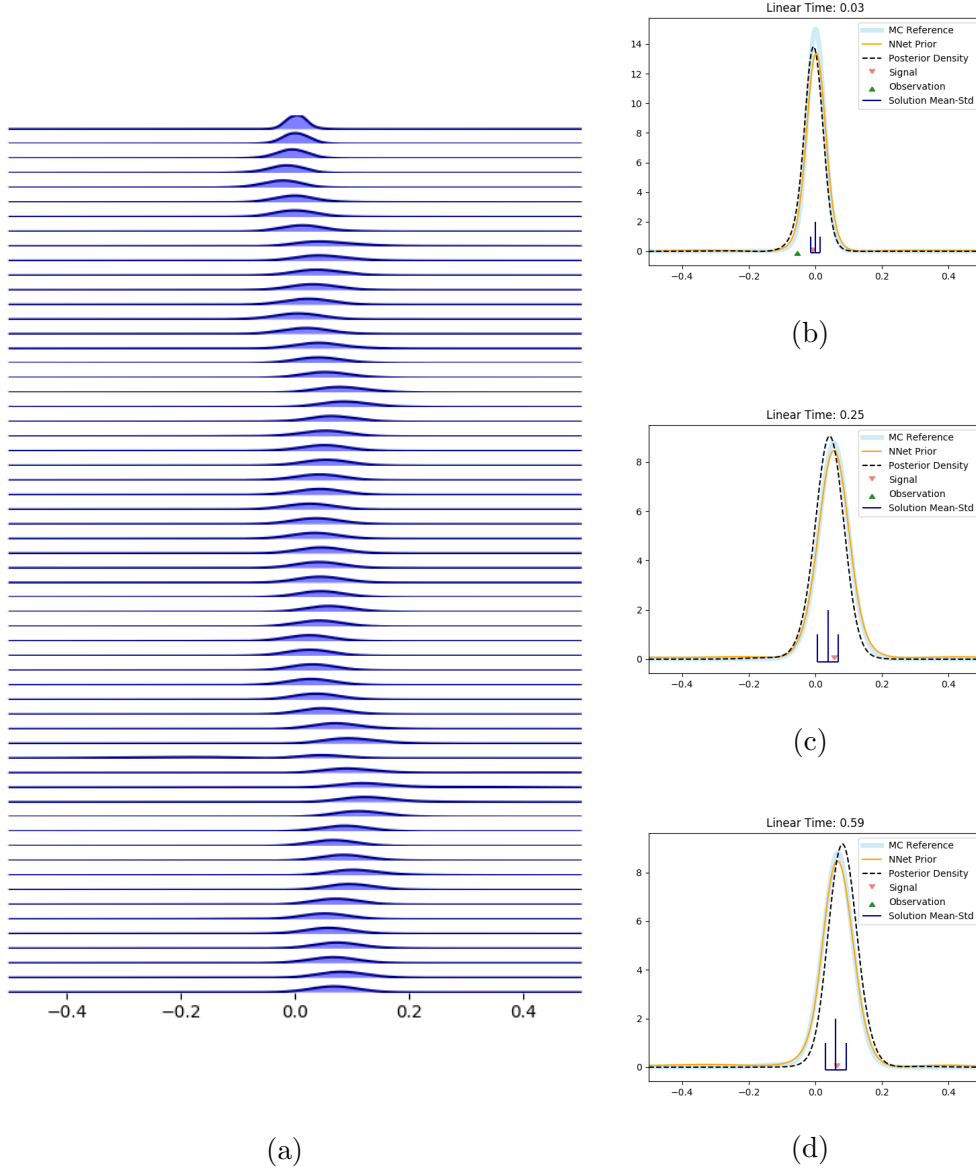 −0.4 −0.2 0.0 0.2 0.4
(a)
Linear Time: 0.03
MC Reference
NNet Prior
Posterior Density
Signal
Observation
Solution Mean-Std
14
12
10
8
6
4
2
0
−0.4 −0.2 0.0 0.2 0.4
(b)
Linear Time: 0.25
MC Reference
NNet Prior
Posterior Density
Signal
Observation
Solution Mean-Std
8
6
4
2
0
−0.4 −0.2 0.0 0.2 0.4
(c)
Linear Time: 0.59
MC Reference
NNet Prior
Posterior Density
Signal
Observation
Solution Mean-Std
8
6
4
2
0
−0.4 −0.2 0.0 0.2 0.4
(d)